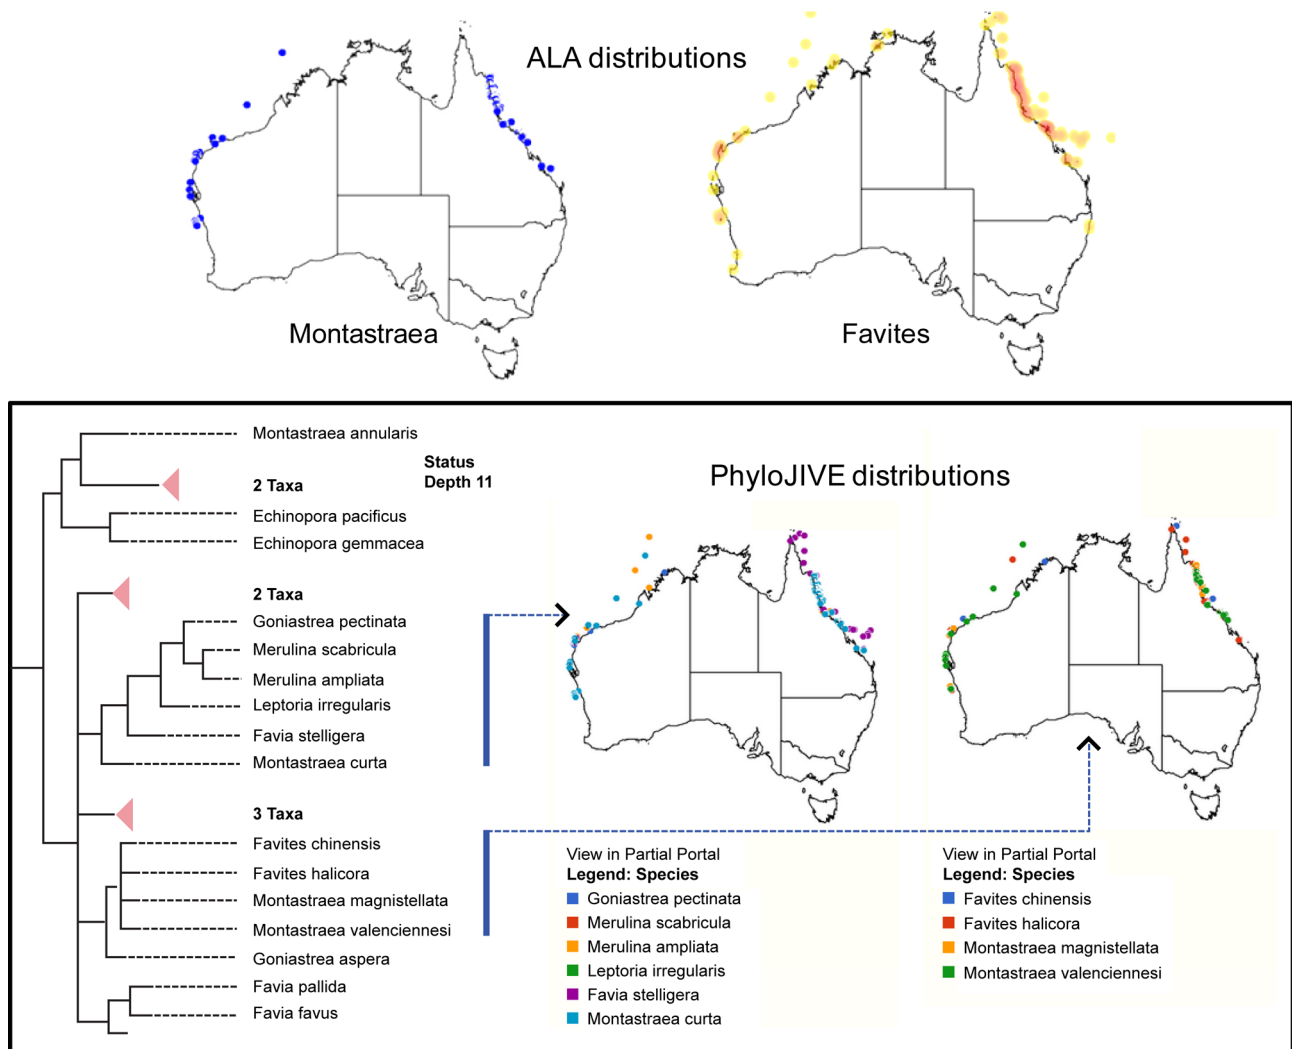 ALA distributions
Montastraea
Favites
Montastraea annularis
Status
Depth 11
PhyloJIVE distributions
2 Taxa
Echinopora pacificus
Echinopora gemmacea
2 Taxa
Goniastrea pectinata
Merulina scabricula
Merulina ampliata
Leptoria irregularis
Favia stelligera
Montastraea curta
3 Taxa
Favites chinensis
Favites halicora
Montastraea magnistellata
Montastraea valenciennesi
Goniastrea aspera
Favia pallida
Favia favus
View in Partial Portal
Legend: Species
Goniastrea pectinata
Merulina scabricula
Merulina ampliata
Leptoria irregularis
Favia stelligera
Montastraea curta
View in Partial Portal
Legend: Species
Favites chinensis
Favites halicora
Montastraea magnistellata
Montastraea valenciennesi